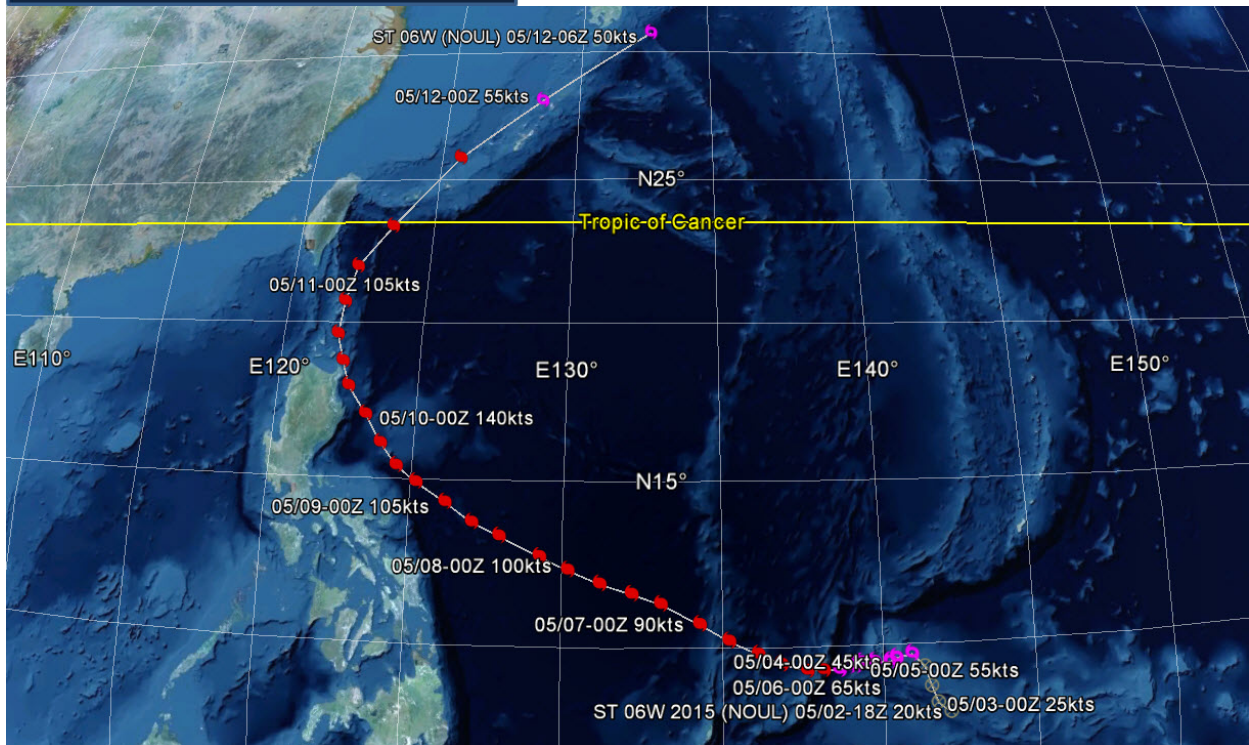 ST 06W (NOUL) 05/12-06Z 50kts
05/12-00Z 55kts
N25°
Tropic of Cancer
05/11-00Z 105kts
E110°
E120°
E130°
E140°
E150°
05/10-00Z 140kts
N15°
05/09-00Z 105kts
05/08-00Z 100kts
05/07-00Z 90kts
05/04-00Z 45kts
05/05-00Z 55kts
05/06-00Z 65kts
ST 06W 2015 (NOUL) 05/02-18Z 20kts
05/03-00Z 25kts